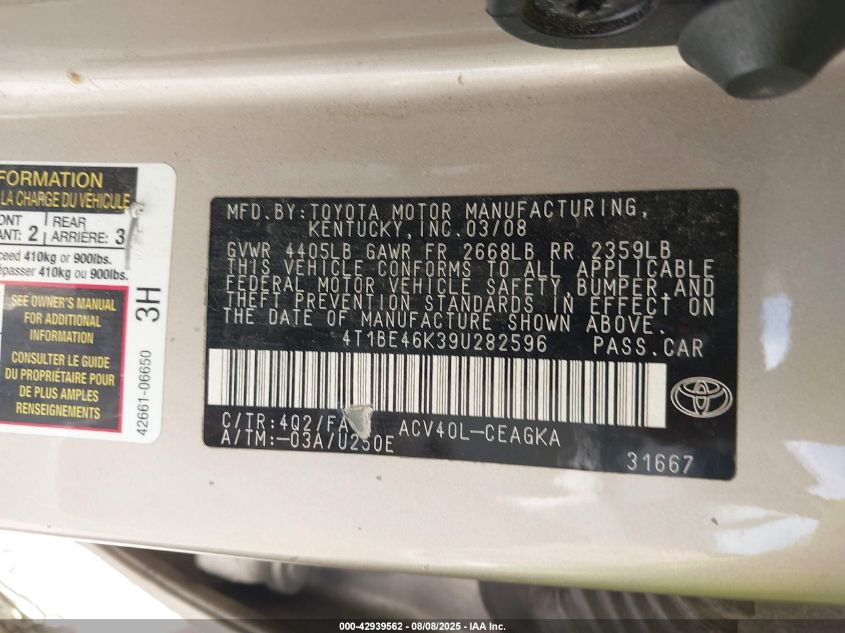 FORMATION
LA CHARGE DU VÉHICULE
ONT
ANT: 2
REAR
ARRIÈRE: 3
ceed 410kg or 900lbs.
épasser 410kg ou 900lbs.
SEE OWNER'S MANUAL
FOR ADDITIONAL
INFORMATION
CONSULTER LE GUIDE
DU PROPRIÉTAIRE POUR
DE PLUS AMPLES
RENSEIGNEMENTS
3H
42661-06650
MFD.BY:TOYOTA MOTOR MANUFACTURING,
KENTUCKY,INC.03/08
GVWR 4405LB GAWR FR 2668LB RR 2359LB
THIS VEHICLE CONFORMS TO ALL APPLICABLE
FEDERAL MOTOR VEHICLE SAFETY,BUMPER,AND
THEFT PREVENTION STANDARDS IN EFFECT ON
THE DATE OF MANUFACTURE SHOWN ABOVE.
4T1BE46K39U282596 PASS.CAR
C/TR:4Q2/FA ACV40L-CEAGKA
A/TM:-03A/U250E
31667
000-42939562 - 08/08/2025 - IAA Inc.